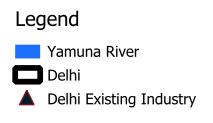 Legend
Yamuna River
Delhi
Delhi Existing Industry